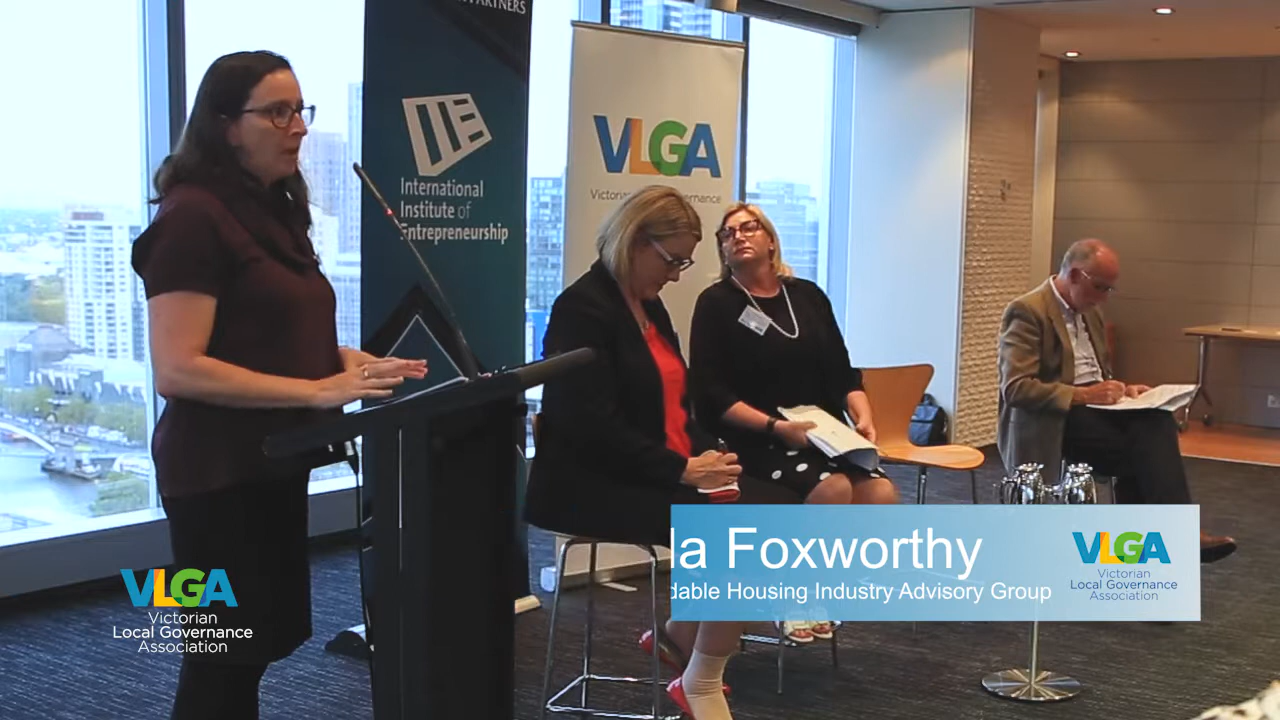 PARTNERS
International
Institute of
Entrepreneurship
VLGA
la Foxworthy
dable Housing Industry Advisory Group
VLGA
Victorian
Local Governance
Association
VLGA
Victorian
Local Governance
Association